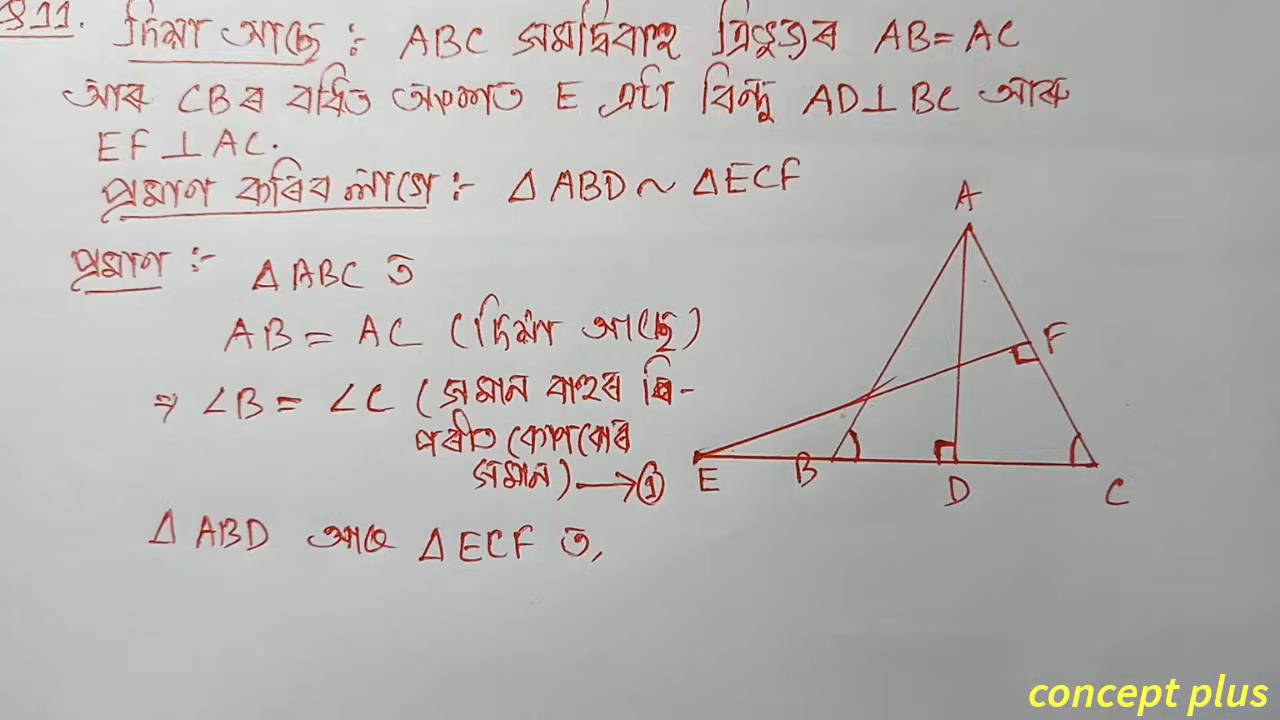 811. দিয়া আছে :- ABC সমদ্বিবাহু ত্ৰিভুজৰ AB = AC
আৰু CBৰ বৰ্ধিত অংশত E এটা বিন্দু AD⊥BC আৰু
EF⊥AC.
প্ৰমাণ কৰিব লাগে :- ΔABD ~ ΔECF
প্ৰমাণ :- ΔABC ত
AB = AC (দিয়া আছে)
⇒ ∠B = ∠C (সমান বাহুৰ বি-
পৰীত কোণবোৰ
সমান) → ①
ΔABD আৰু ΔECF ত,
A
F
E
B
D
C
concept plus